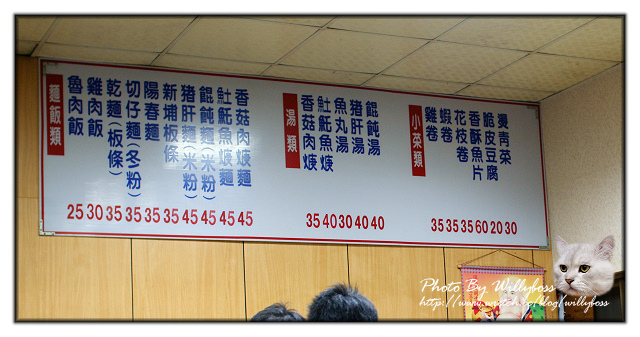 麵飯類
魯肉飯
雞肉飯
乾麵(板條)
切仔麵(冬粉)
陽春麵
新埔板條
豬肝麵(米粉)
餛飩麵(米粉)
魠魚焿麵
香菇肉焿麵
25 30 35 35 35 35 45 45 45 45
湯類
香菇肉焿
魠魚焿
魚丸湯
豬肝湯
餛飩湯
35 40 30 40 40
小菜類
雞卷
蝦卷
花枝卷
香酥魚片
脆皮豆腐
燙青菜
35 35 35 60 20 30
Photo By Willyboss